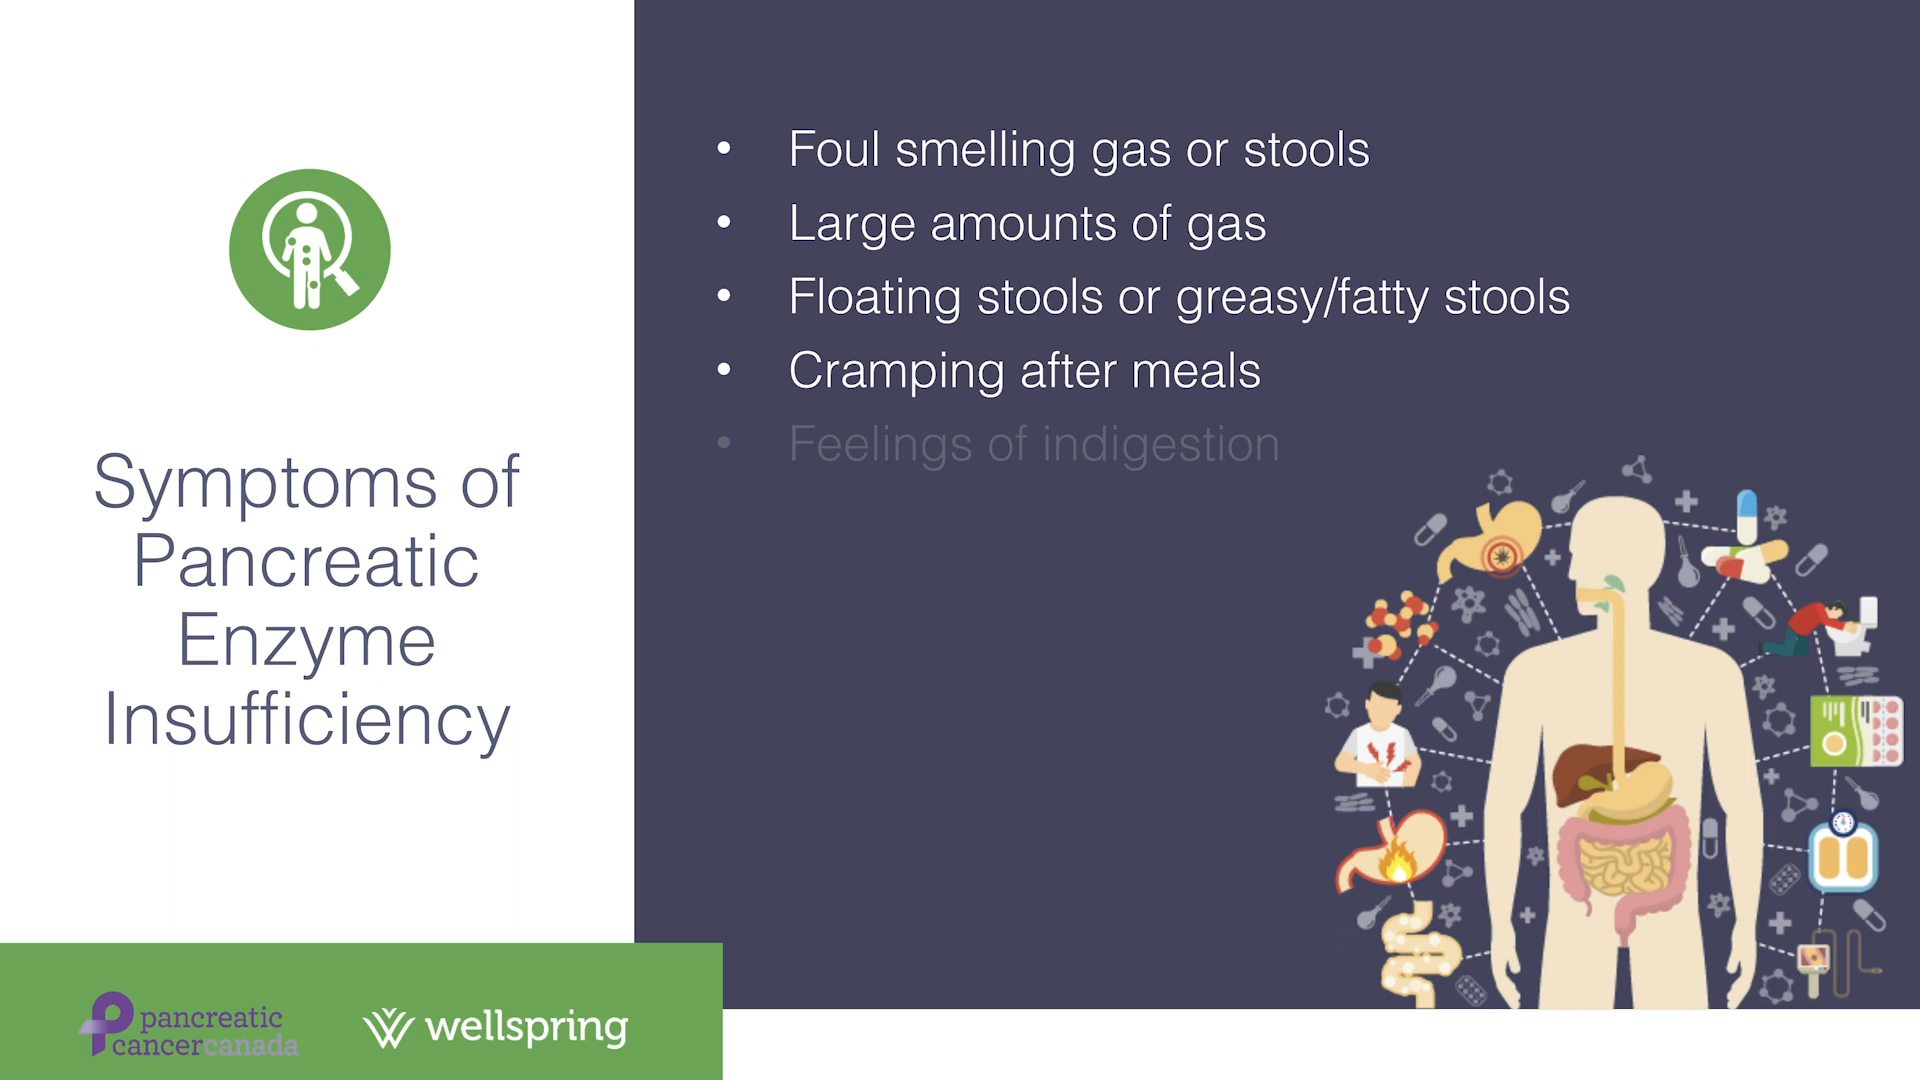 Symptoms of
Pancreatic
Enzyme
Insufficiency
• Foul smelling gas or stools
• Large amounts of gas
• Floating stools or greasy/fatty stools
• Cramping after meals
• Feelings of indigestion
pancreatic
cancercanada
wellspring